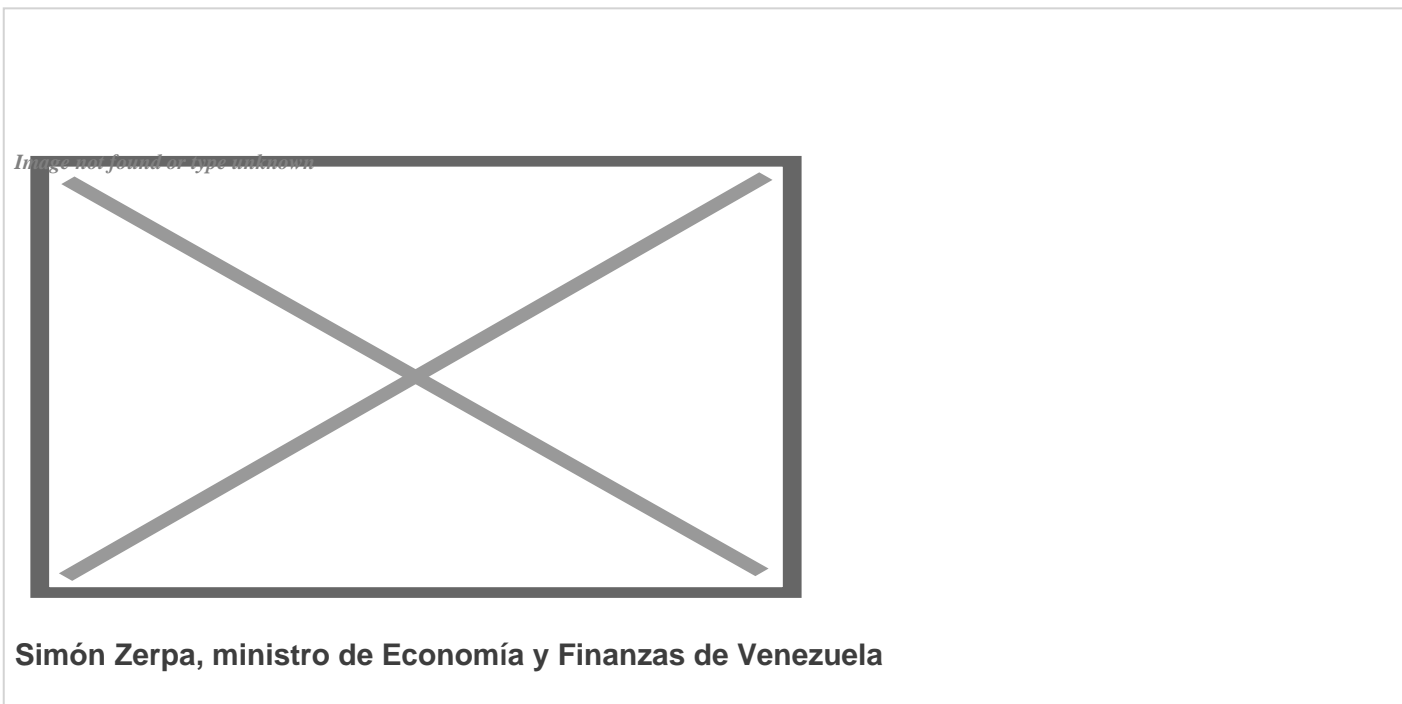 Image not found or type unknown
Simón Zerpa, ministro de Economía y Finanzas de Venezuela